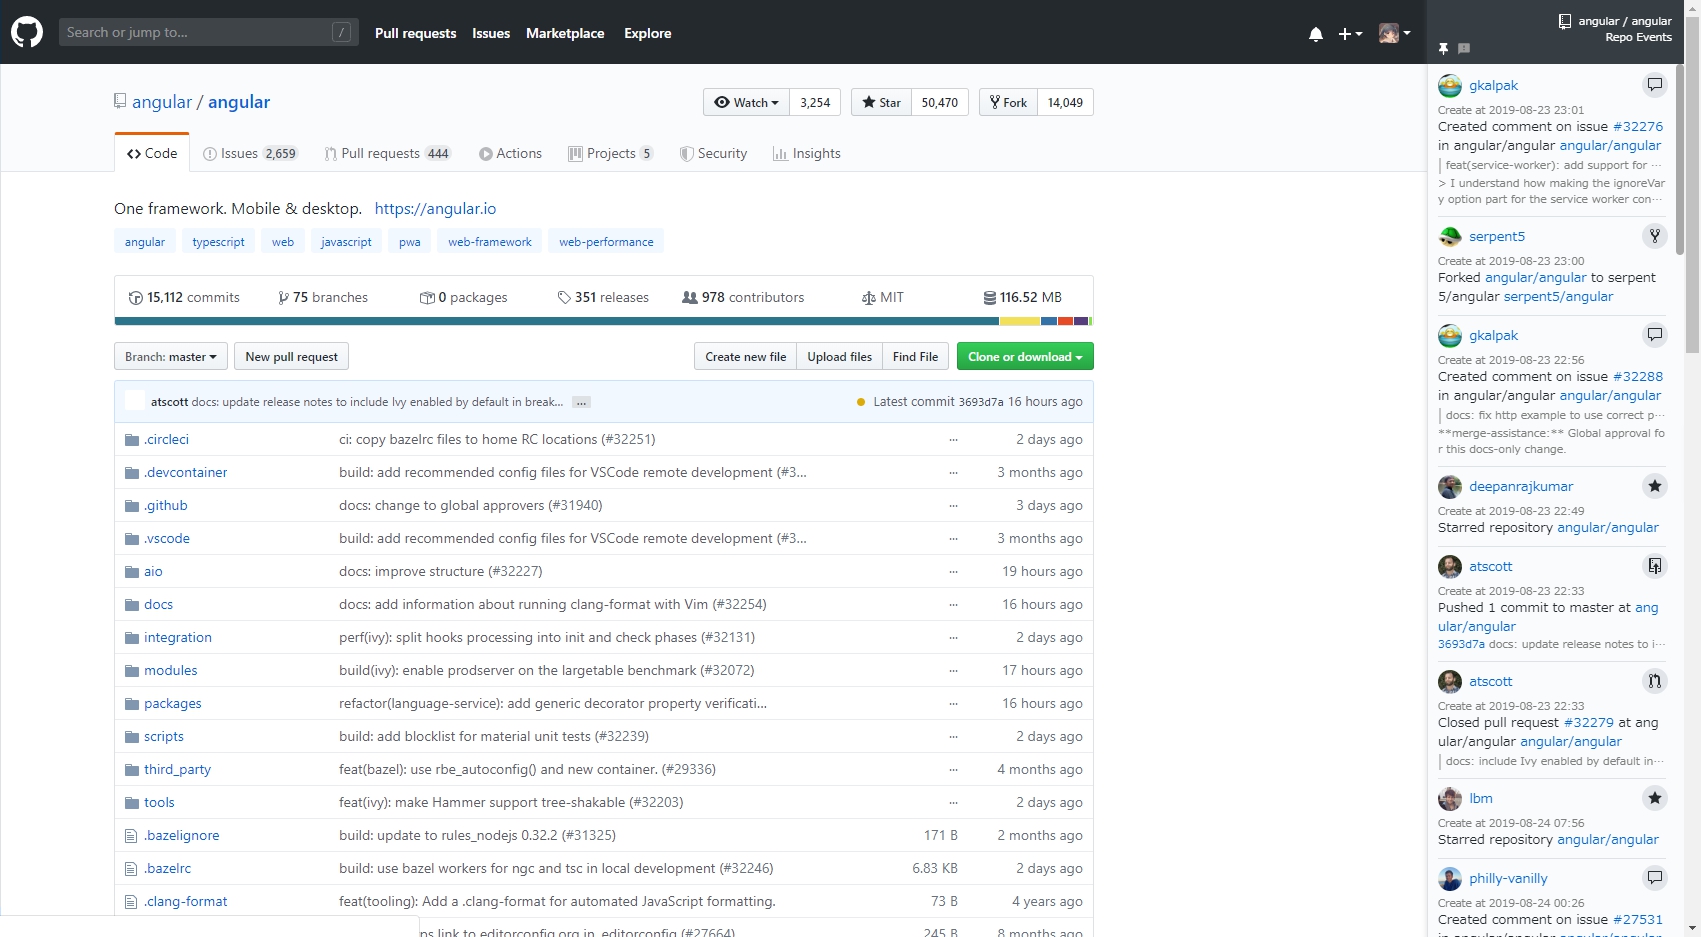 Search or jump to... /
Pull requests Issues Marketplace Explore
angular / angular
Watch 3,254 Star 50,470 Fork 14,049
Code Issues 2,659 Pull requests 444 Actions Projects 5 Security Insights
One framework. Mobile & desktop. https://angular.io
angular typescript web javascript pwa web-framework web-performance
15,112 commits 75 branches 0 packages 351 releases 978 contributors MIT 116.52 MB
Branch: master New pull request Create new file Upload files Find File Clone or download
atscott docs: update release notes to include Ivy enabled by default in break... ... Latest commit 3693d7a 16 hours ago
.circleci ci: copy bazelrc files to home RC locations (#32251) ... 2 days ago
.devcontainer build: add recommended config files for VSCode remote development (#3... ... 3 months ago
.github docs: change to global approvers (#31940) ... 3 days ago
.vscode build: add recommended config files for VSCode remote development (#3... ... 3 months ago
aio docs: improve structure (#32227) ... 19 hours ago
docs docs: add information about running clang-format with Vim (#32254) ... 16 hours ago
integration perf(ivy): split hooks processing into init and check phases (#32131) ... 2 days ago
modules build(ivy): enable prodserver on the largetable benchmark (#32072) ... 17 hours ago
packages refactor(language-service): add generic decorator property verificati... ... 16 hours ago
scripts build: add blocklist for material unit tests (#32239) ... 2 days ago
third_party feat(bazel): use rbe_autoconfig() and new container. (#29336) ... 4 months ago
tools feat(ivy): make Hammer support tree-shakable (#32203) ... 2 days ago
.bazelignore build: update to rules_nodejs 0.32.2 (#31325) 171 B 2 months ago
.bazelrc build: use bazel workers for ngc and tsc in local development (#32246) 6.83 KB 2 days ago
.clang-format feat(tooling): Add a .clang-format for automated JavaScript formatting. 73 B 4 years ago
link to editorconfig.org in .editorconfig (#27664) 245 B 8 months ago
angular / angular
Repo Events
gkalpak
Create at 2019-08-23 23:01
Created comment on issue #32276
in angular/angular angular/angular
feat(service-worker): add support for ...
> I understand how making the ignoreVar
y option part for the service worker con...
serpent5
Create at 2019-08-23 23:00
Forked angular/angular to serpent
5/angular serpent5/angular
gkalpak
Create at 2019-08-23 22:56
Created comment on issue #32288
in angular/angular angular/angular
docs: fix http example to use correct p...
**merge-assistance:** Global approval fo
r this docs-only change.
deepanrajkumar
Create at 2019-08-23 22:49
Starred repository angular/angular
atscott
Create at 2019-08-23 22:33
Pushed 1 commit to master at ang
ular/angular
3693d7a docs: update release notes to i...
atscott
Create at 2019-08-23 22:33
Closed pull request #32279 at ang
ular/angular angular/angular
docs: include Ivy enabled by default in...
lbm
Create at 2019-08-24 07:56
Starred repository angular/angular
philly-vanilly
Create at 2019-08-24 00:26
Created comment on issue #27531
in angular/angular angular/angular